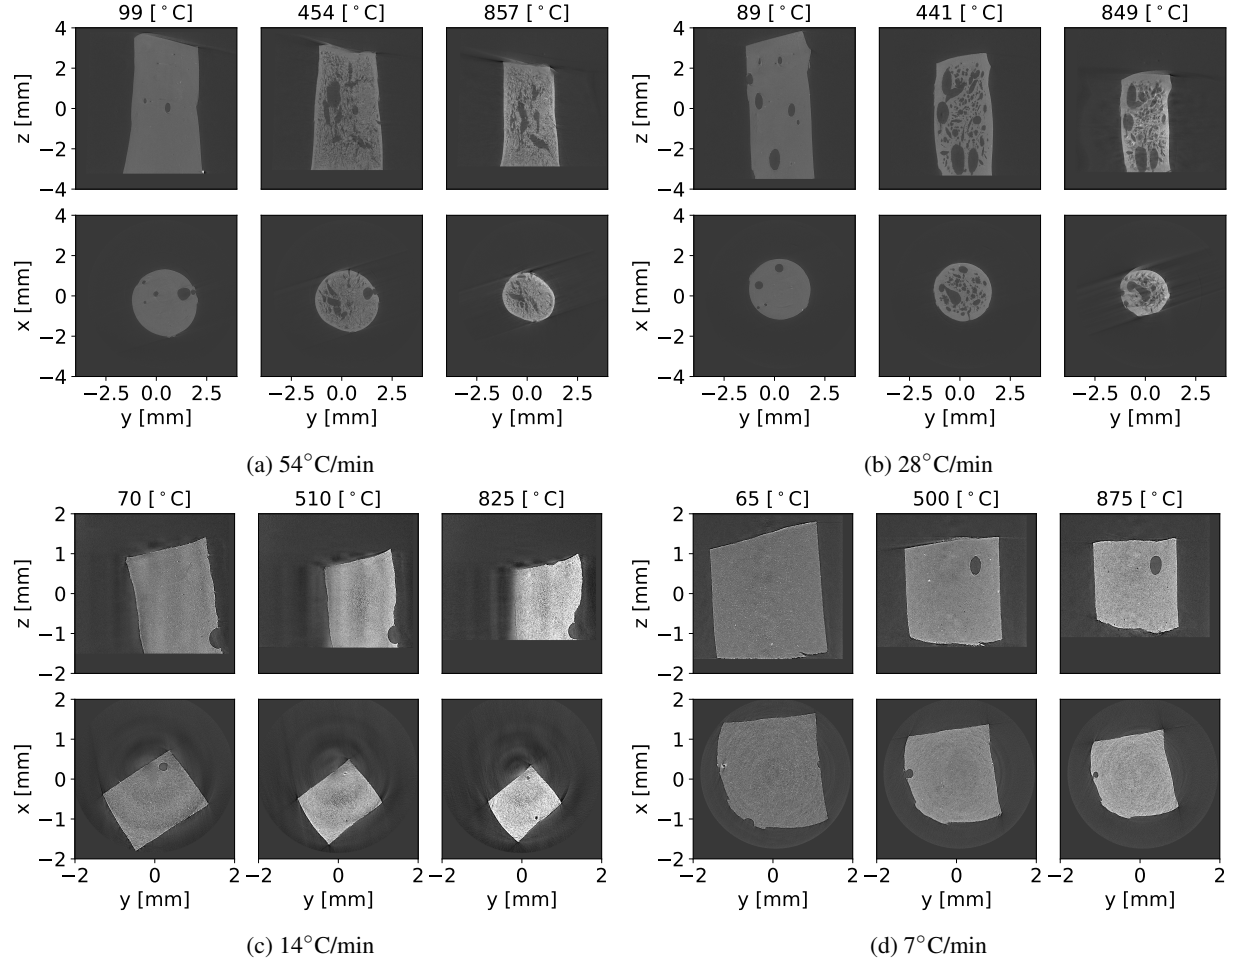 99 [°C] 454 [°C] 857 [°C] 89 [°C] 441 [°C] 849 [°C]
4
2
0
−2
−4
z [mm]
4
2
0
−2
−4
z [mm]
4
2
0
−2
−4
x [mm]
4
2
0
−2
−4
x [mm]
−2.5 0.0 2.5 −2.5 0.0 2.5 −2.5 0.0 2.5 −2.5 0.0 2.5 −2.5 0.0 2.5 −2.5 0.0 2.5
y [mm] y [mm] y [mm] y [mm] y [mm] y [mm]
(a) 54°C/min (b) 28°C/min
70 [°C] 510 [°C] 825 [°C] 65 [°C] 500 [°C] 875 [°C]
2
1
0
−1
−2
z [mm]
2
1
0
−1
−2
z [mm]
2
1
0
−1
−2
x [mm]
2
1
0
−1
−2
x [mm]
−2 0 2 −2 0 2 −2 0 2 −2 0 2 −2 0 2 −2 0 2
y [mm] y [mm] y [mm] y [mm] y [mm] y [mm]
(c) 14°C/min (d) 7°C/min